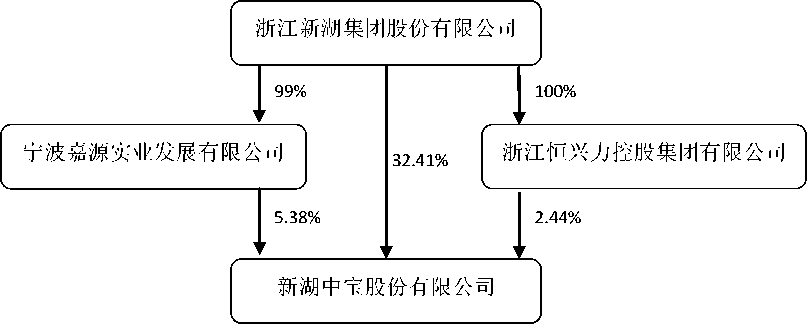 浙江新湖集团股份有限公司
99%
100%
宁波嘉源实业发展有限公司
32.41%
浙江恒兴力控股集团有限公司
5.38%
2.44%
新湖中宝股份有限公司